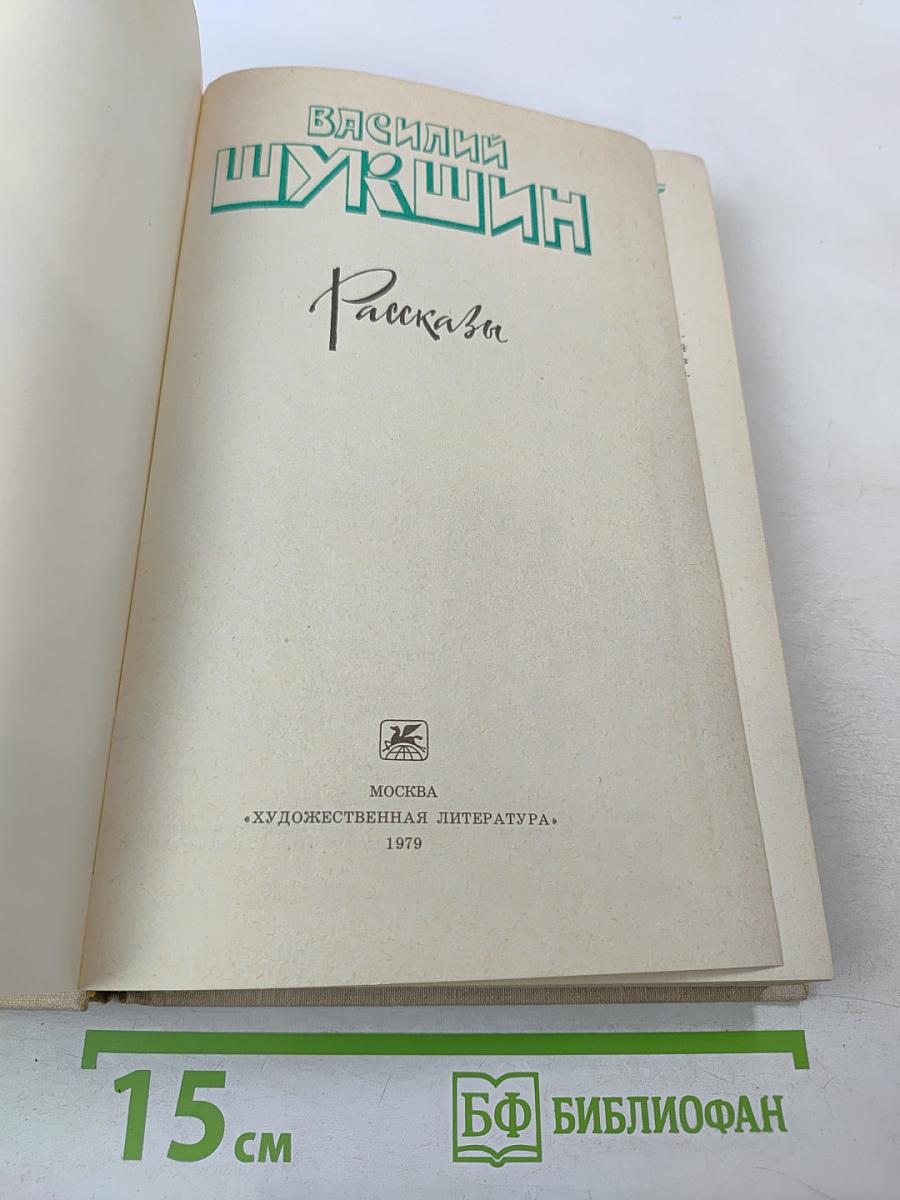 ВАСИЛИЙ
ШУКШИН
Рассказы
МОСКВА
«ХУДОЖЕСТВЕННАЯ ЛИТЕРАТУРА»
1979
15 см
БФ БИБЛИОФАН